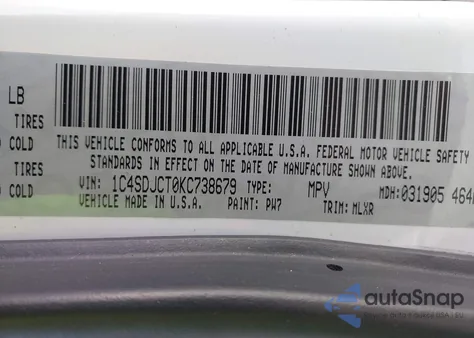 LB
TIRES
COLD
THIS VEHICLE CONFORMS TO ALL APPLICABLE U.S.A. FEDERAL MOTOR VEHICLE SAFETY
STANDARDS IN EFFECT ON THE DATE OF MANUFACTURE SHOWN ABOVE.
TIRES
COLD
VIN: 1C4SDJCT0KC738679 TYPE: MPV MDH:031905 464
VEHICLE MADE IN U.S.A. PAINT: PW7 TRIM: MLXR
autoSnap